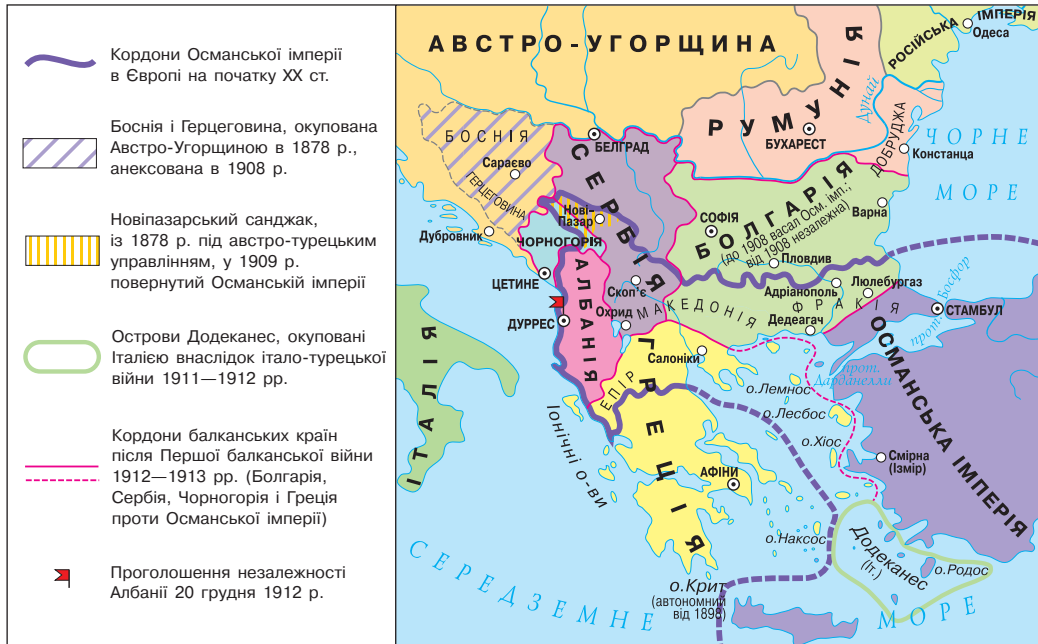 Кордони Османської імперії
в Європі на початку XX ст.
Боснія і Герцеговина, окупована
Австро-Угорщиною в 1878 р.,
анексована в 1908 р.
Новіпазарський санджак,
із 1878 р. під австро-турецьким
управлінням, у 1909 р.
повернутий Османській імперії
Острови Додеканес, окуповані
Італією внаслідок італо-турецької
війни 1911—1912 рр.
Кордони балканських країн
після Першої балканської війни
1912—1913 рр. (Болгарія,
Сербія, Чорногорія і Греція
проти Османської імперії)
Проголошення незалежності
Албанії 20 грудня 1912 р.
АВСТРО-УГОРЩИНА
РОСІЙСЬКА ІМПЕРІЯ
Одеса
РУМУНІЯ
БУХАРЕСТ
Дунай
ДОБРУДЖА
Констанца
ЧОРНЕ
МОРЕ
БОСНІЯ
Сараєво
ГЕРЦЕГОВИНА
Дубровник
БЕЛГРАД
СЕРБІЯ
Нові-
Пазар
ЧОРНОГОРІЯ
ЦЕТИНЕ
СОФІЯ
БОЛГАРІЯ
(до 1908 васал Осм. імп.;
від 1908 незалежна)
Варна
Пловдив
Адріанополь
Люлебургаз
ФРАКІЯ
Дедеагач
МАКЕДОНІЯ
Скоп'є
Охрид
АЛБАНІЯ
ДУРРЕС
прот. Босфор
СТАМБУЛ
прот.
Дарданелли
ОСМАНСЬКА ІМПЕРІЯ
Салоніки
ЕПІР
ГРЕЦІЯ
АФІНИ
Іонічні о-ви
ІТАЛІЯ
о.Лемнос
о.Лесбос
о.Хіос
Смірна
(Ізмір)
о.Наксос
Додеканес
(Іт.)
о.Родос
о.Крит
(автономний
від 1898)
СЕРЕДЗЕМНЕ МОРЕ